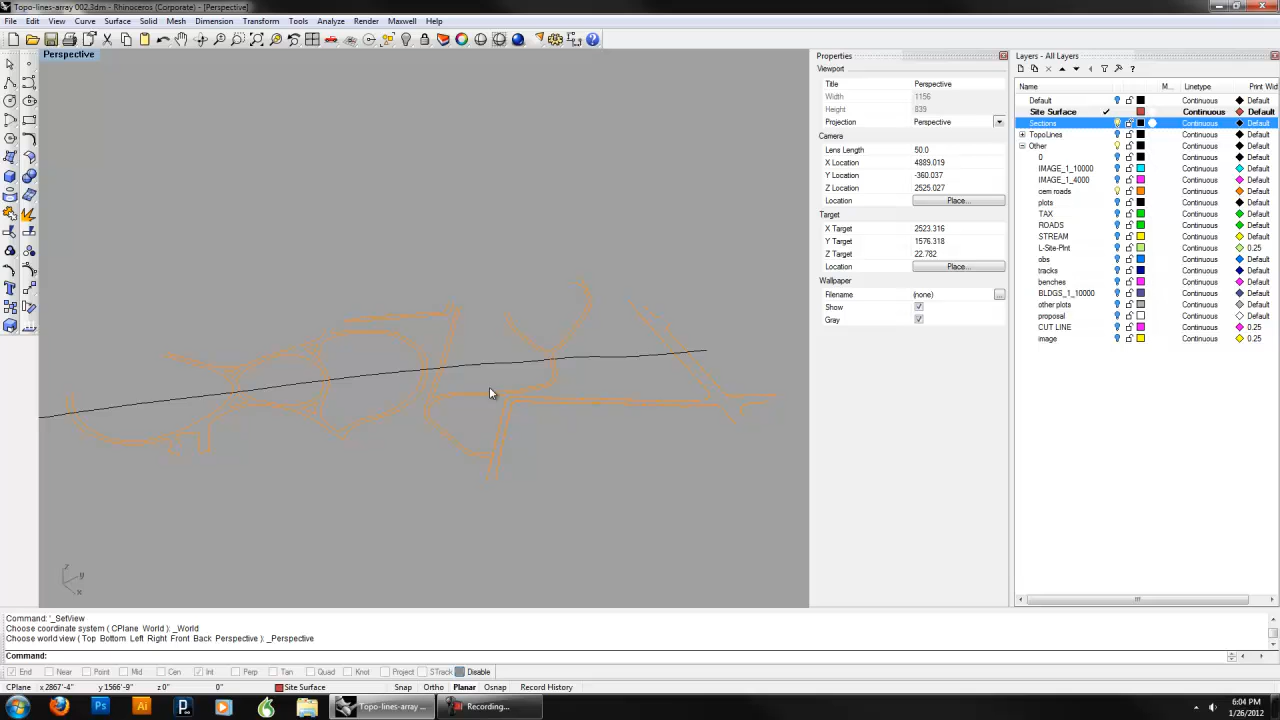 Topo-lines-array 002.3dm - Rhinoceros (Corporate) - [Perspective]
File Edit View Curve Surface Solid Mesh Dimension Transform Tools Analyze Render Maxwell Help
Perspective
Properties
Viewport
Title Perspective
Width 1156
Height 839
Projection Perspective
Camera
Lens Length 50.0
X Location 4889.019
Y Location -360.037
Z Location 2525.027
Location Place...
Target
X Target 2523.316
Y Target 1576.318
Z Target 22.782
Location Place...
Wallpaper
Filename (none) ...
Show
Gray
Layers - All Layers
Name M... Linetype Print Wid
Default Continuous Default
Site Surface Continuous Default
Sections Continuous Default
TopoLines Continuous Default
Other Continuous Default
0 Continuous Default
IMAGE_1_10000 Continuous Default
IMAGE_1_4000 Continuous Default
cem roads Continuous Default
plots Continuous Default
TAX Continuous Default
ROADS Continuous Default
STREAM Continuous Default
L-Site-Plnt Continuous 0.25
obs Continuous Default
tracks Continuous Default
benches Continuous Default
BLDGS_1_10000 Continuous Default
other plots Continuous Default
proposal Continuous Default
CUT LINE Continuous 0.25
image Continuous 0.25
z y x
Command: '_SetView
Choose coordinate system ( CPlane World ): _World
Choose world view ( Top Bottom Left Right Front Back Perspective ): _Perspective
Command:
End Near Point Mid Cen Int Perp Tan Quad Knot Project STrack Disable
CPlane x 2867'-4" y 1566'-9" z 0" 0" Site Surface Snap Ortho Planar Osnap Record History
Ps Ai Topo-lines-array ... Recording... 6:04 PM
1/26/2012